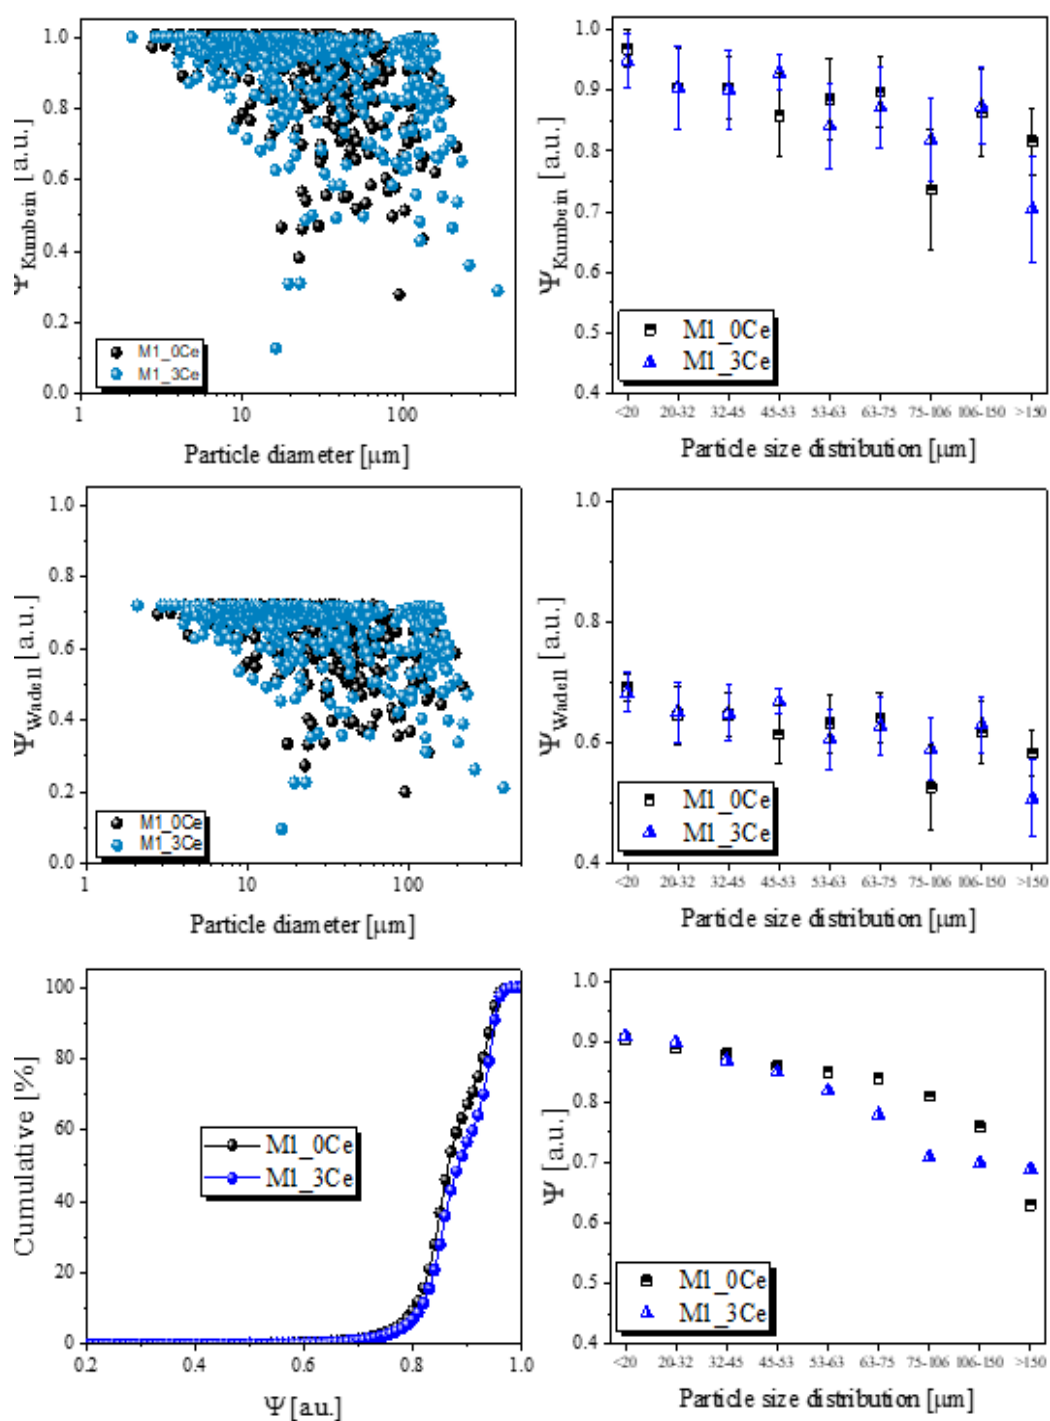 1.0
0.8
0.6
0.4
0.2
0.0
Ψ Kumbein [a.u.]
M1_0Ce
M1_3Ce
1 10 100
Particle diameter [μm]
1.0
0.9
0.8
0.7
0.6
0.5
0.4
Ψ Kumbein [a.u.]
M1_0Ce
M1_3Ce
<20 20-32 32-45 45-53 53-63 63-75 75-106 106-150 >150
Particle size distribution [μm]
1.0
0.8
0.6
0.4
0.2
0.0
Ψ Wadell [a.u.]
M1_0Ce
M1_3Ce
1 10 100
Particle diameter [μm]
1.0
0.8
0.6
0.4
Ψ Wadell [a.u.]
M1_0Ce
M1_3Ce
<20 20-32 32-45 45-53 53-63 63-75 75-106 106-150 >150
Particle size distribution [μm]
100
80
60
40
20
0
Cumulative [%]
M1_0Ce
M1_3Ce
0.2 0.4 0.6 0.8 1.0
Ψ [a.u.]
1.0
0.9
0.8
0.7
0.6
0.5
0.4
Ψ [a.u.]
M1_0Ce
M1_3Ce
<20 20-32 32-45 45-53 53-63 63-75 75-106 106-150 >150
Particle size distribution [μm]